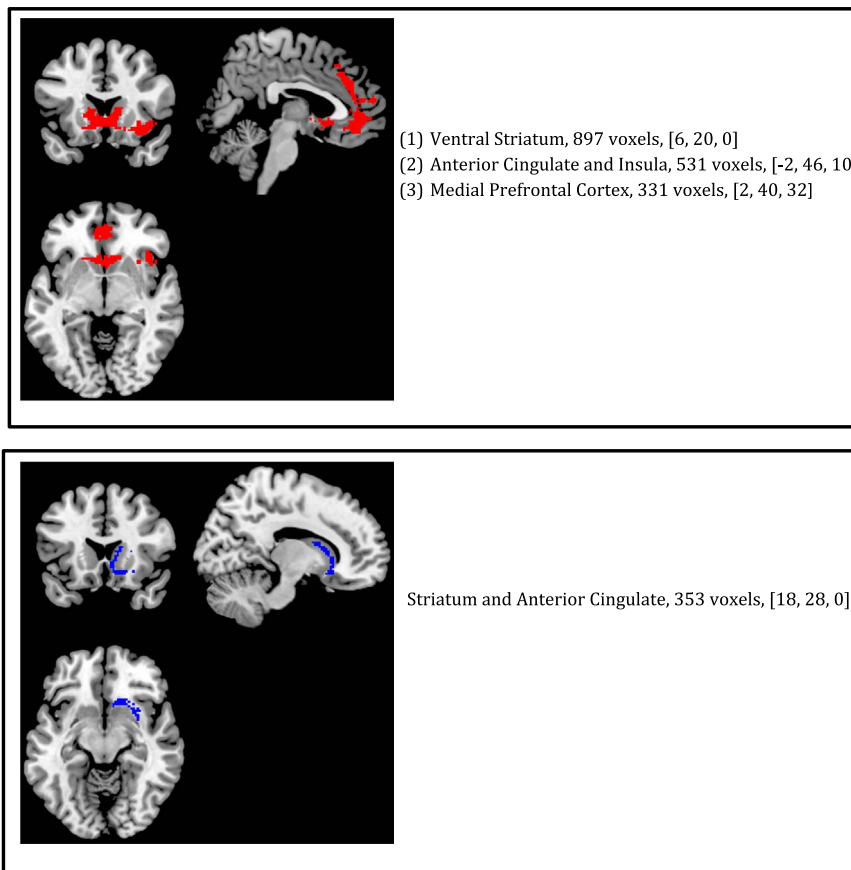 (1) Ventral Striatum, 897 voxels, [6, 20, 0]
(2) Anterior Cingulate and Insula, 531 voxels, [-2, 46, 10
(3) Medial Prefrontal Cortex, 331 voxels, [2, 40, 32]
Striatum and Anterior Cingulate, 353 voxels, [18, 28, 0]